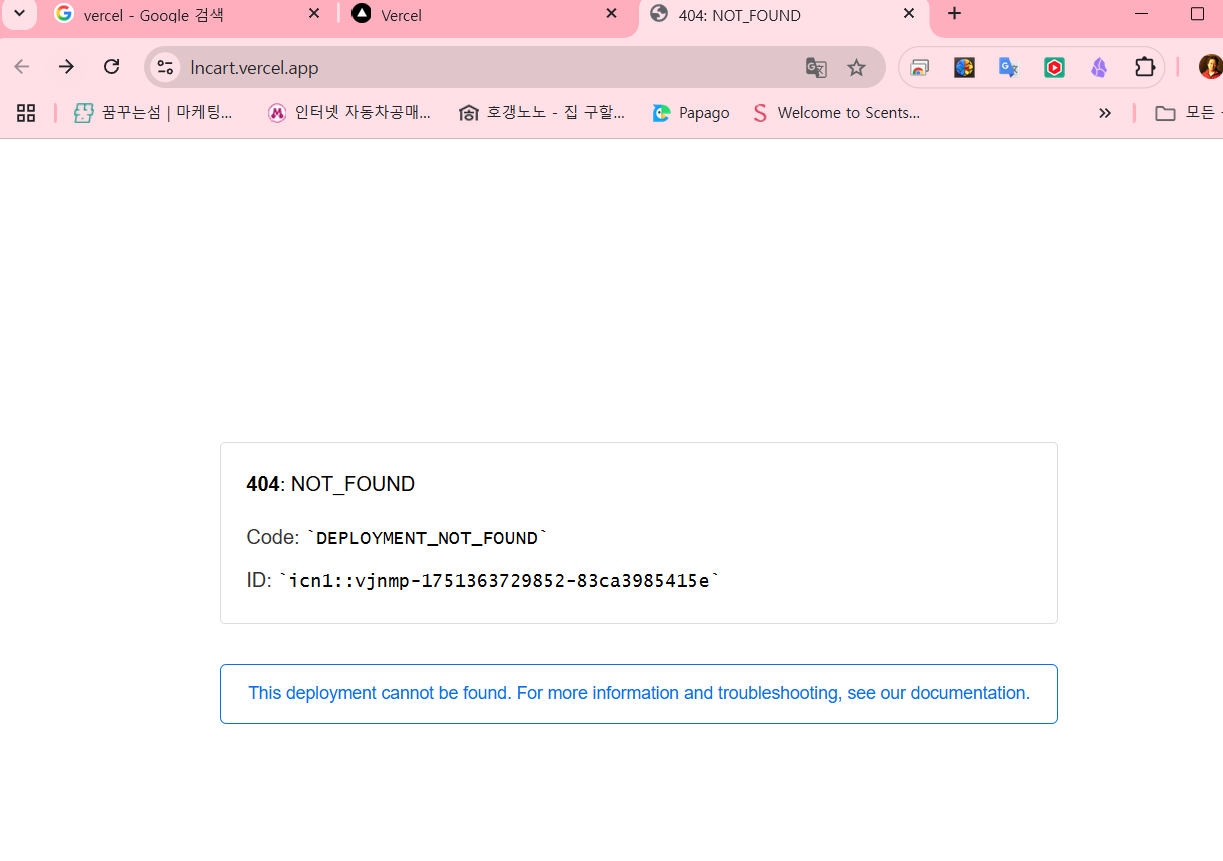 vercel - Google 검색
Vercel
404: NOT_FOUND
lncart.vercel.app
꿈꾸는섬 | 마케팅...
인터넷 자동차공매...
호갱노노 - 집 구할...
Papago
Welcome to Scents...
모든
404: NOT_FOUND
Code: `DEPLOYMENT_NOT_FOUND`
ID: `icn1::vjnmp-1751363729852-83ca3985415e`
This deployment cannot be found. For more information and troubleshooting, see our documentation.